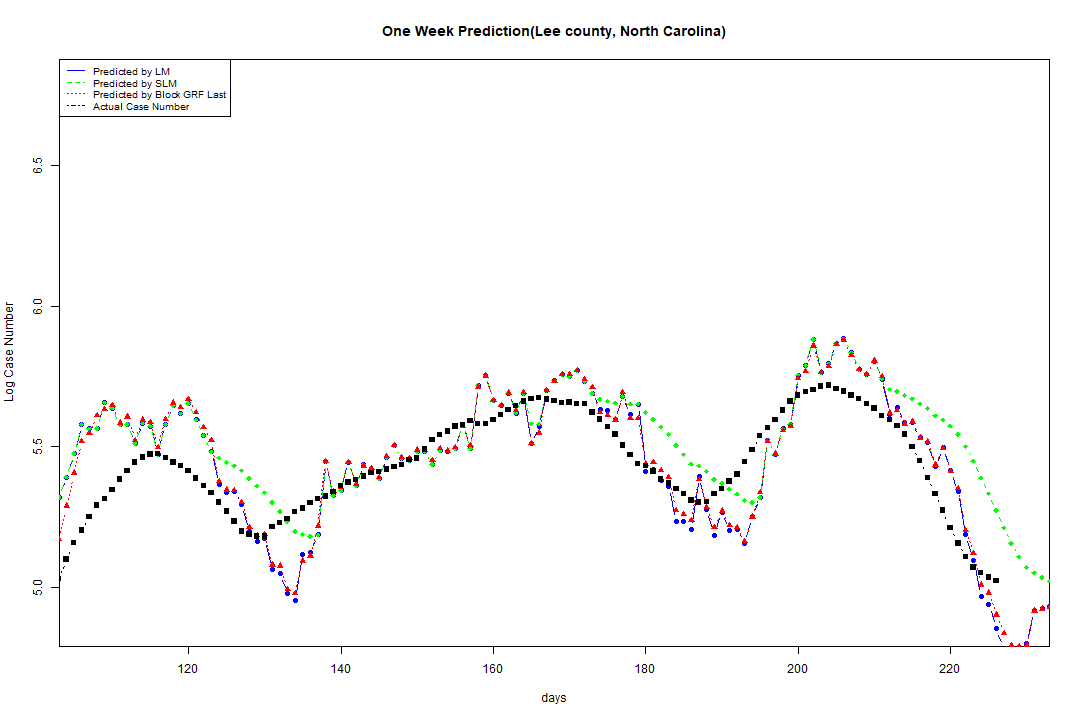 One Week Prediction(Lee county, North Carolina)
Predicted by LM
Predicted by SLM
Predicted by Block GRF Last
Actual Case Number
6.5
6.0
5.5
5.0
Log Case Number
120 140 160 180 200 220
days